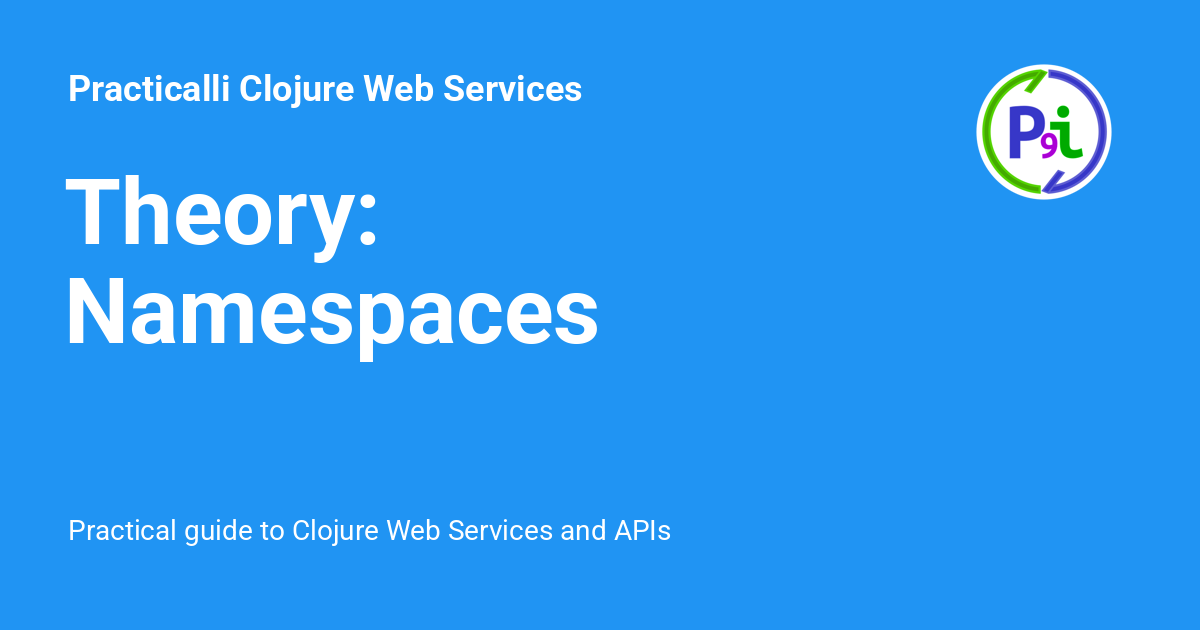 Practicalli Clojure Web Services
P9i
Theory:
Namespaces
Practical guide to Clojure Web Services and APIs